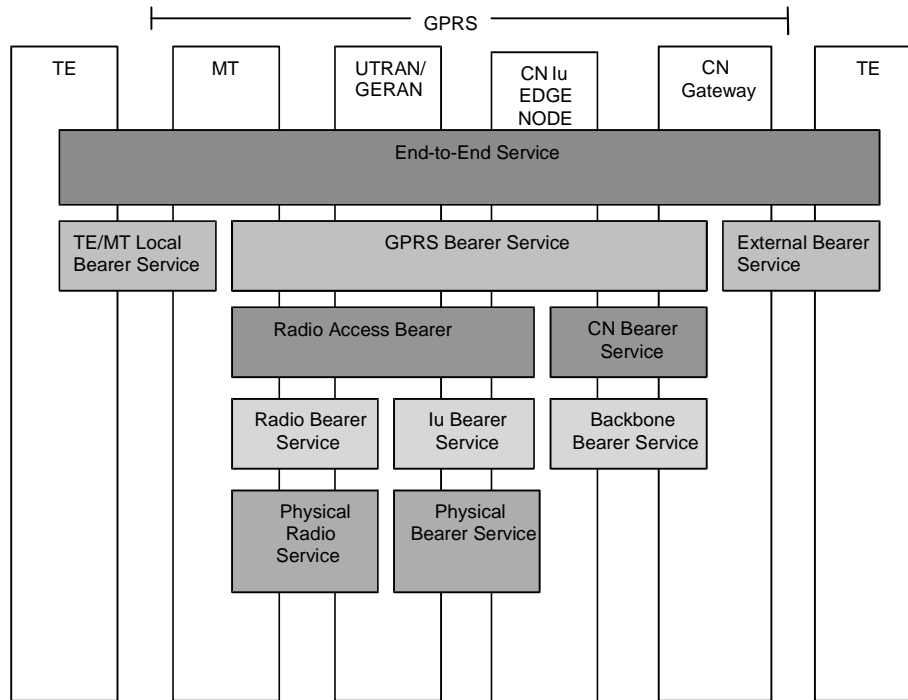 GPRS
TE
MT
UTRAN/
GERAN
CN Iu
EDGE
NODE
CN
Gateway
TE
End-to-End Service
TE/MT Local
Bearer Service
GPRS Bearer Service
External Bearer
Service
Radio Access Bearer
CN Bearer
Service
Radio Bearer
Service
Iu Bearer
Service
Backbone
Bearer Service
Physical
Radio
Service
Physical
Bearer Service